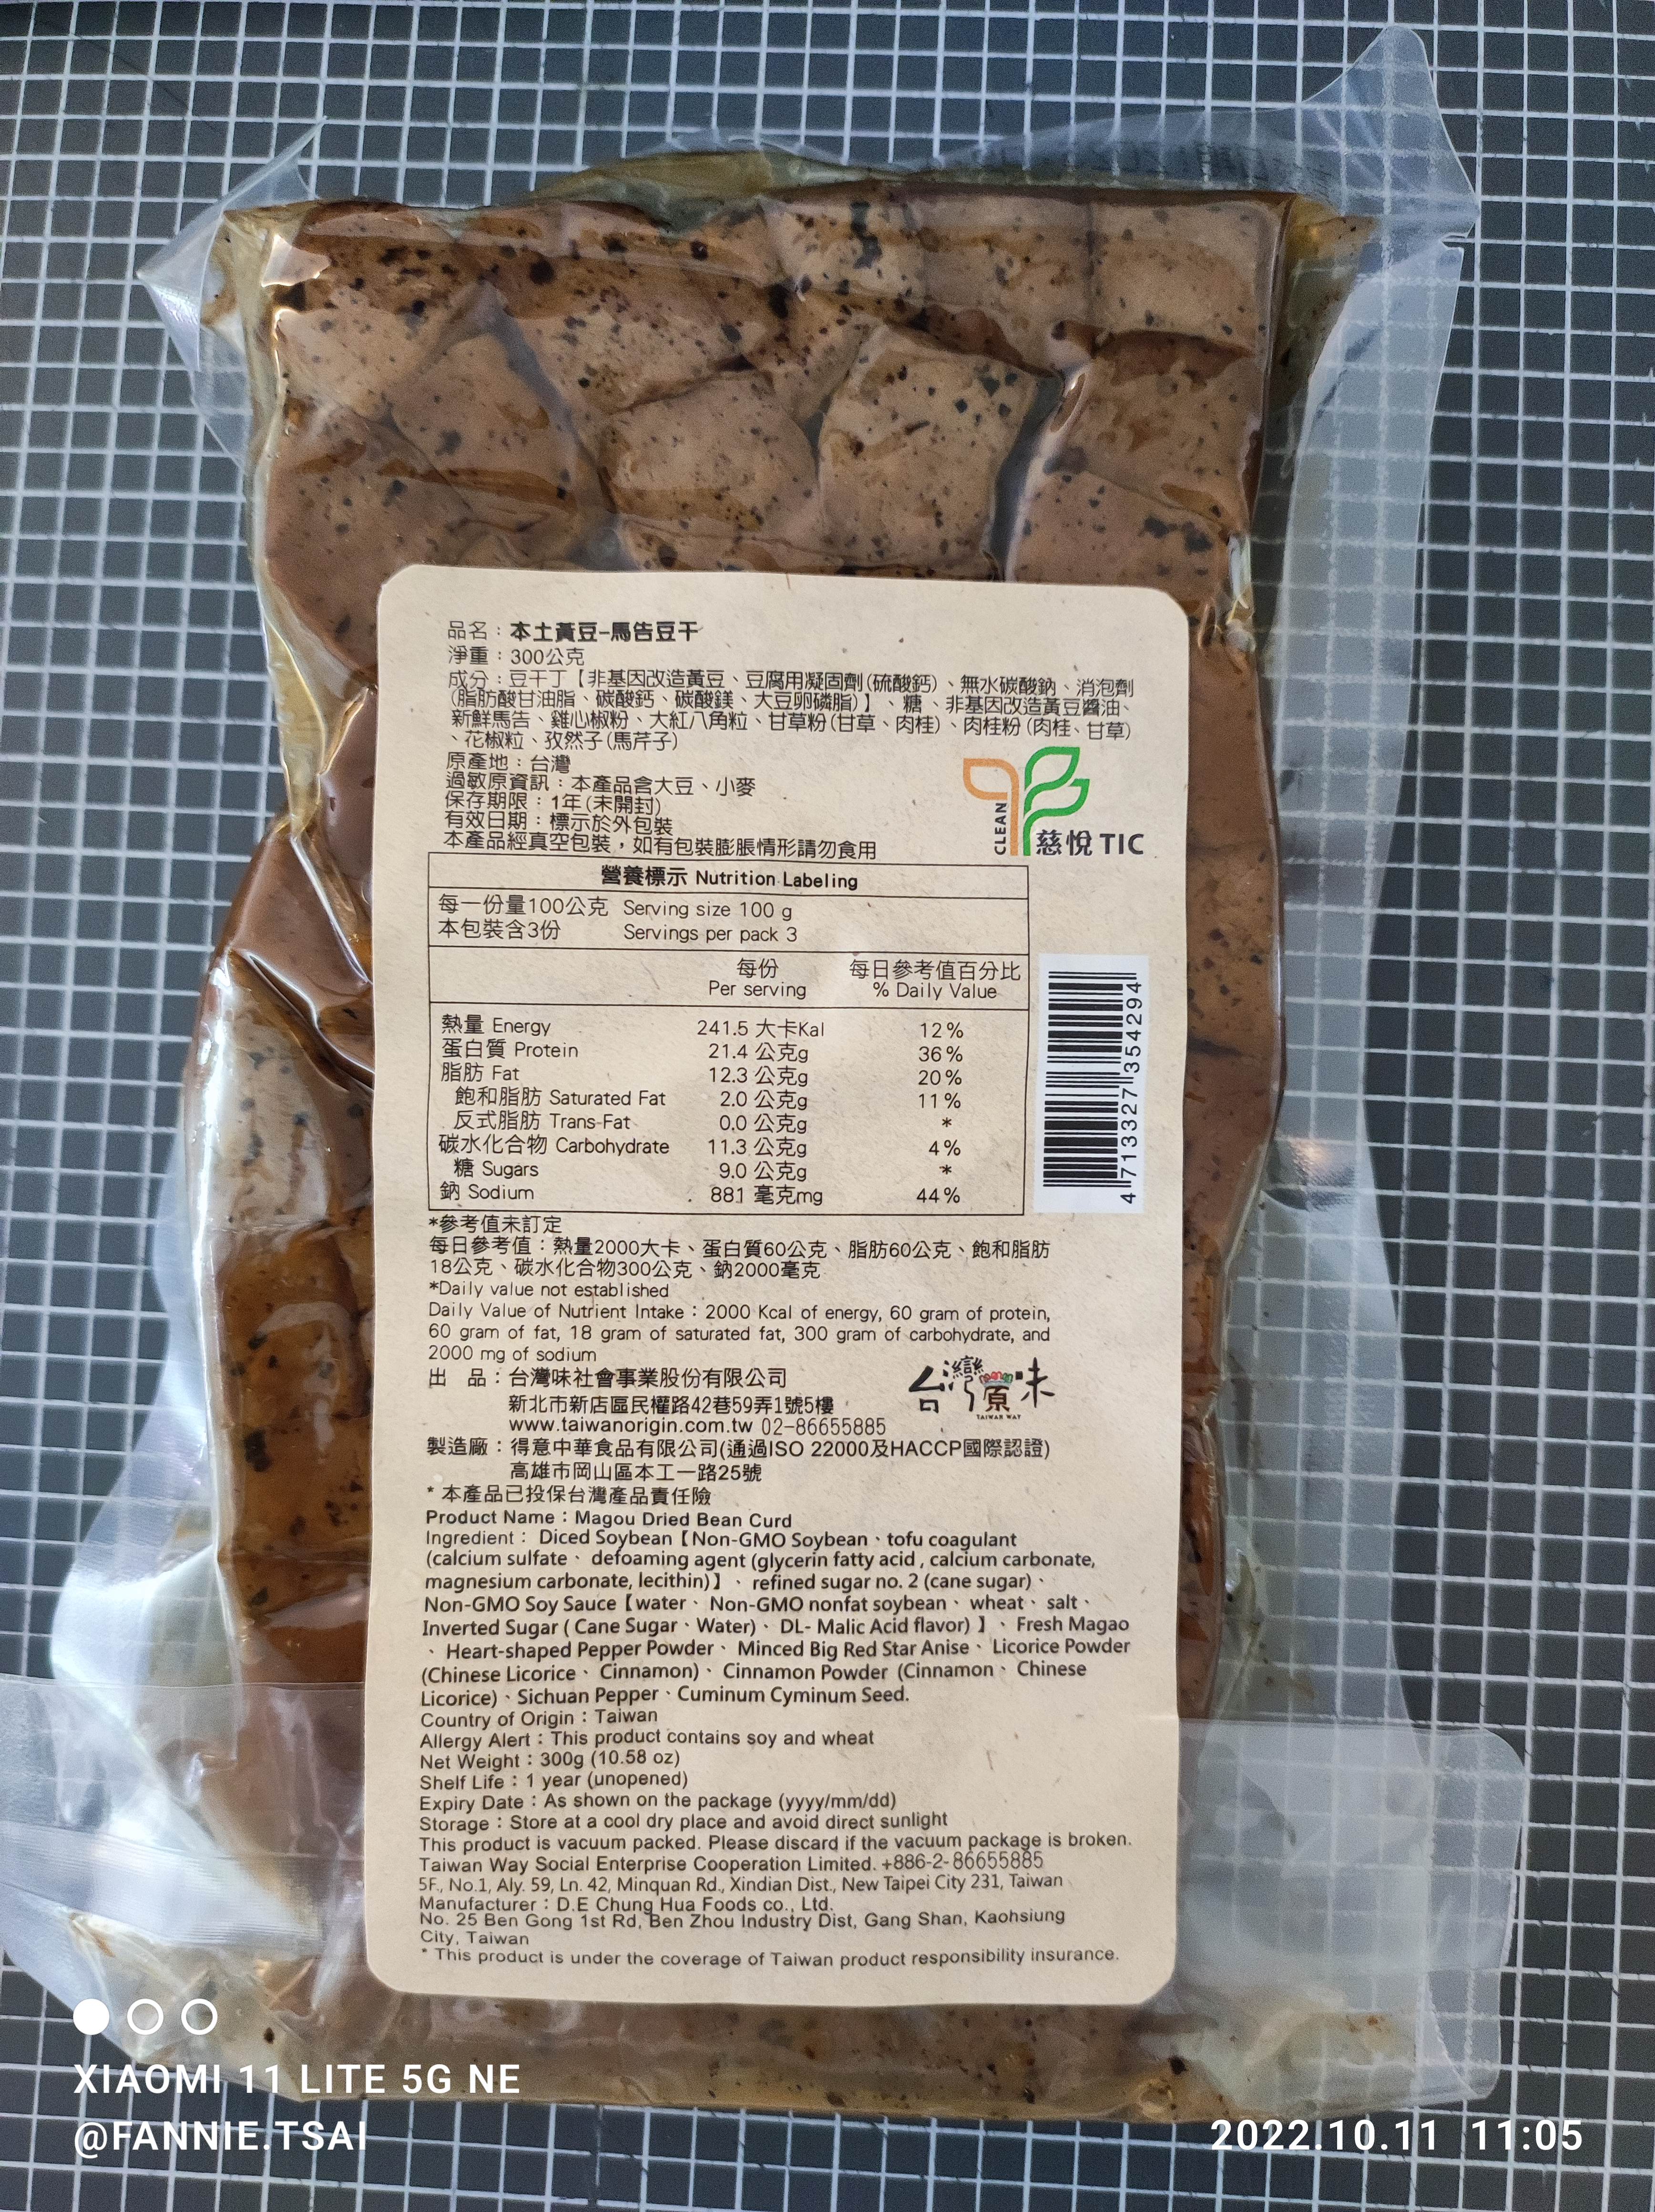 品名：本土黃豆-馬告豆干
淨重：300公克
成分：豆干丁【非基因改造黃豆、豆腐用凝固劑(硫酸鈣)、無水碳酸鈉、消泡劑
(脂肪酸甘油脂、碳酸鈣、碳酸鎂、大豆卵磷脂)】、糖、非基因改造黃豆醬油、
新鮮馬告、雞心椒粉、大紅八角粒、甘草粉(甘草、肉桂)、肉桂粉(肉桂、甘草)
、花椒粒、孜然子(馬芹子)
原產地：台灣
過敏原資訊：本產品含大豆、小麥
保存期限：1年(未開封)
有效日期：標示於外包裝
本產品經真空包裝，如有包裝膨脹情形請勿食用
CLEAN
慈悅 TIC
營養標示 Nutrition Labeling
每一份量100公克 Serving size 100 g
本包裝含3份 Servings per pack 3
每份 每日參考值百分比
Per serving % Daily Value
熱量 Energy 241.5 大卡Kal 12%
蛋白質 Protein 21.4 公克g 36%
脂肪 Fat 12.3 公克g 20%
飽和脂肪 Saturated Fat 2.0 公克g 11%
反式脂肪 Trans-Fat 0.0 公克g *
碳水化合物 Carbohydrate 11.3 公克g 4%
糖 Sugars 9.0 公克g *
鈉 Sodium 881 毫克mg 44%
4 713327 354294
*參考值未訂定
每日參考值：熱量2000大卡、蛋白質60公克、脂肪60公克、飽和脂肪
18公克、碳水化合物300公克、鈉2000毫克
*Daily value not established
Daily Value of Nutrient Intake：2000 Kcal of energy, 60 gram of protein,
60 gram of fat, 18 gram of saturated fat, 300 gram of carbohydrate, and
2000 mg of sodium
出 品：台灣味社會事業股份有限公司
新北市新店區民權路42巷59弄1號5樓
www.taiwanorigin.com.tw 02-86655885
台灣原味
TAIWAN WAY
製造廠：得意中華食品有限公司(通過ISO 22000及HACCP國際認證)
高雄市岡山區本工一路25號
* 本產品已投保台灣產品責任險
Product Name：Magou Dried Bean Curd
Ingredient： Diced Soybean【Non-GMO Soybean、tofu coagulant
(calcium sulfate、 defoaming agent (glycerin fatty acid , calcium carbonate,
magnesium carbonate, lecithin)】、 refined sugar no. 2 (cane sugar)、
Non-GMO Soy Sauce【water、 Non-GMO nonfat soybean、 wheat、 salt、
Inverted Sugar ( Cane Sugar、Water)、 DL- Malic Acid flavor) 】、 Fresh Magao
、 Heart-shaped Pepper Powder、 Minced Big Red Star Anise、 Licorice Powder
(Chinese Licorice、 Cinnamon)、 Cinnamon Powder (Cinnamon、 Chinese
Licorice)、Sichuan Pepper、Cuminum Cyminum Seed.
Country of Origin：Taiwan
Allergy Alert：This product contains soy and wheat
Net Weight：300g (10.58 oz)
Shelf Life：1 year (unopened)
Expiry Date：As shown on the package (yyyy/mm/dd)
Storage：Store at a cool dry place and avoid direct sunlight
This product is vacuum packed. Please discard if the vacuum package is broken.
Taiwan Way Social Enterprise Cooperation Limited. +886-2-86655885
5F., No.1, Aly. 59, Ln. 42, Minquan Rd., Xindian Dist., New Taipei City 231, Taiwan
Manufacturer：D.E Chung Hua Foods co., Ltd.
No. 25 Ben Gong 1st Rd, Ben Zhou Industry Dist, Gang Shan, Kaohsiung
City, Taiwan
* This product is under the coverage of Taiwan product responsibility insurance.
XIAOMI 11 LITE 5G NE
@FANNIE.TSAI
2022.10.11 11:05